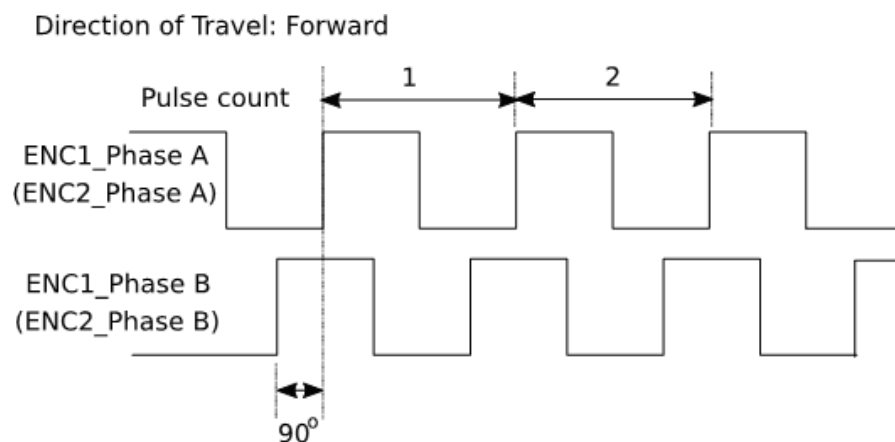 Direction of Travel: Forward
Pulse count
1
2
ENC1_Phase A
(ENC2_Phase A)
ENC1_Phase B
(ENC2_Phase B)
90°